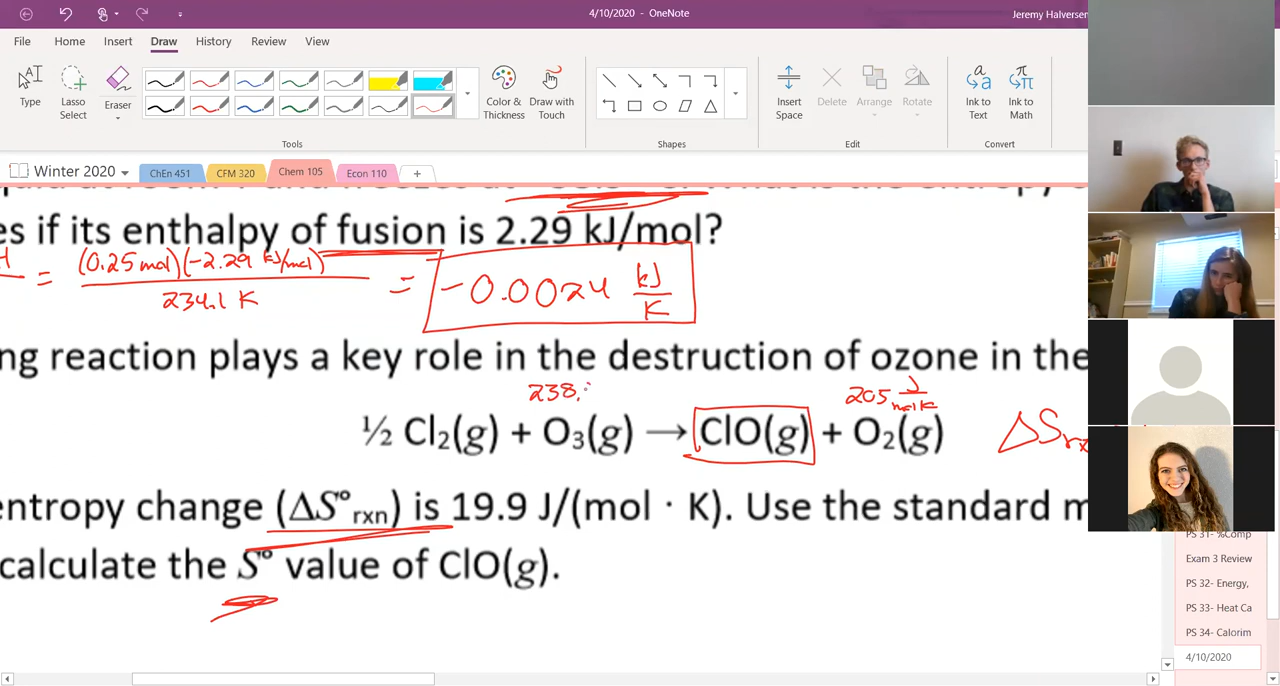 4/10/2020 - OneNote
Jeremy Halversen
File Home Insert Draw History Review View
Type
Lasso Select
Eraser
Color & Thickness
Draw with Touch
Insert Space
Delete
Arrange
Rotate
Ink to Text
Ink to Math
Tools
Shapes
Edit
Convert
Winter 2020
ChEn 451
CFM 320
Chem 105
Econ 110
es if its enthalpy of fusion is 2.29 kJ/mol?
= (0.25 mol)(-2.29 kJ/mol) / 234.1 K = -0.0024 kJ/K
ng reaction plays a key role in the destruction of ozone in the
238.
205 J/mol K
½ Cl₂(g) + O₃(g) → ClO(g) + O₂(g)
ΔSrx
entropy change (ΔS°rxn) is 19.9 J/(mol · K). Use the standard m
calculate the S° value of ClO(g).
PS 31- %Comp
Exam 3 Review
PS 32- Energy,
PS 33- Heat Ca
PS 34- Calorim
4/10/2020